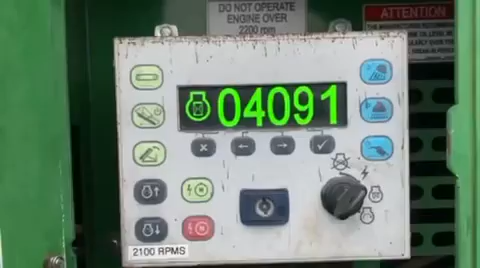 DO NOT OPERATE
ENGINE OVER
2200 rpm
ATTENTION
04091
2100 RPMS